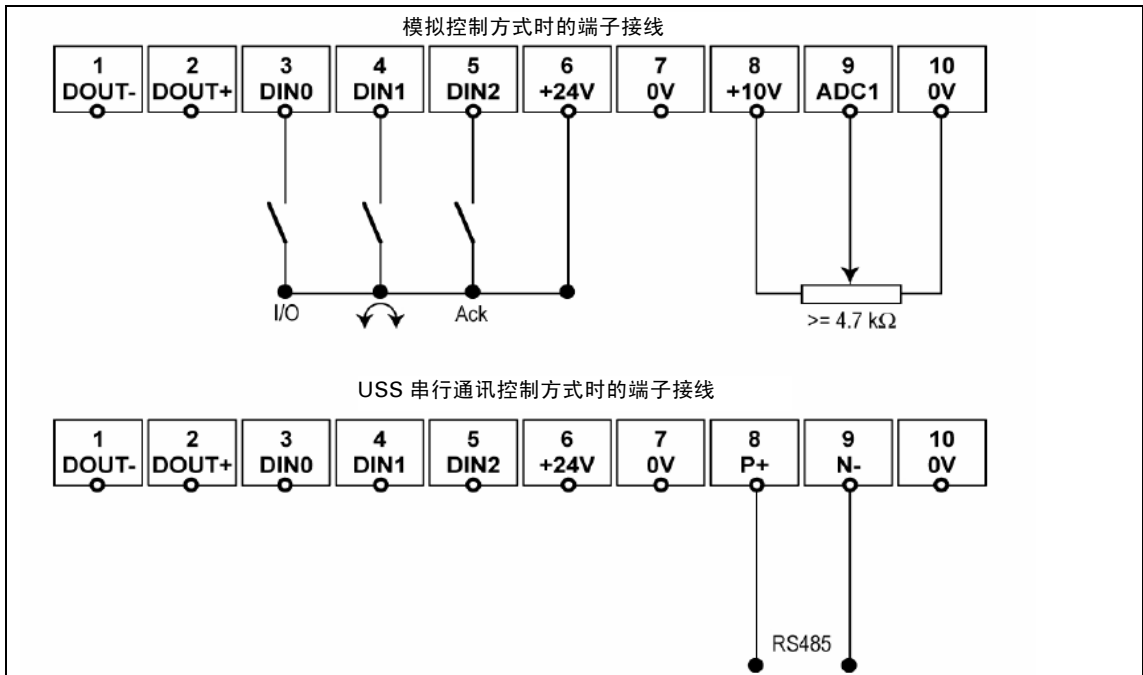 模拟控制方式时的端子接线
1 2 3 4 5 6 7 8 9 10
DOUT- DOUT+ DIN0 DIN1 DIN2 +24V 0V +10V ADC1 0V
I/O Ack
>= 4.7 kΩ
USS 串行通讯控制方式时的端子接线
1 2 3 4 5 6 7 8 9 10
DOUT- DOUT+ DIN0 DIN1 DIN2 +24V 0V P+ N- 0V
RS485